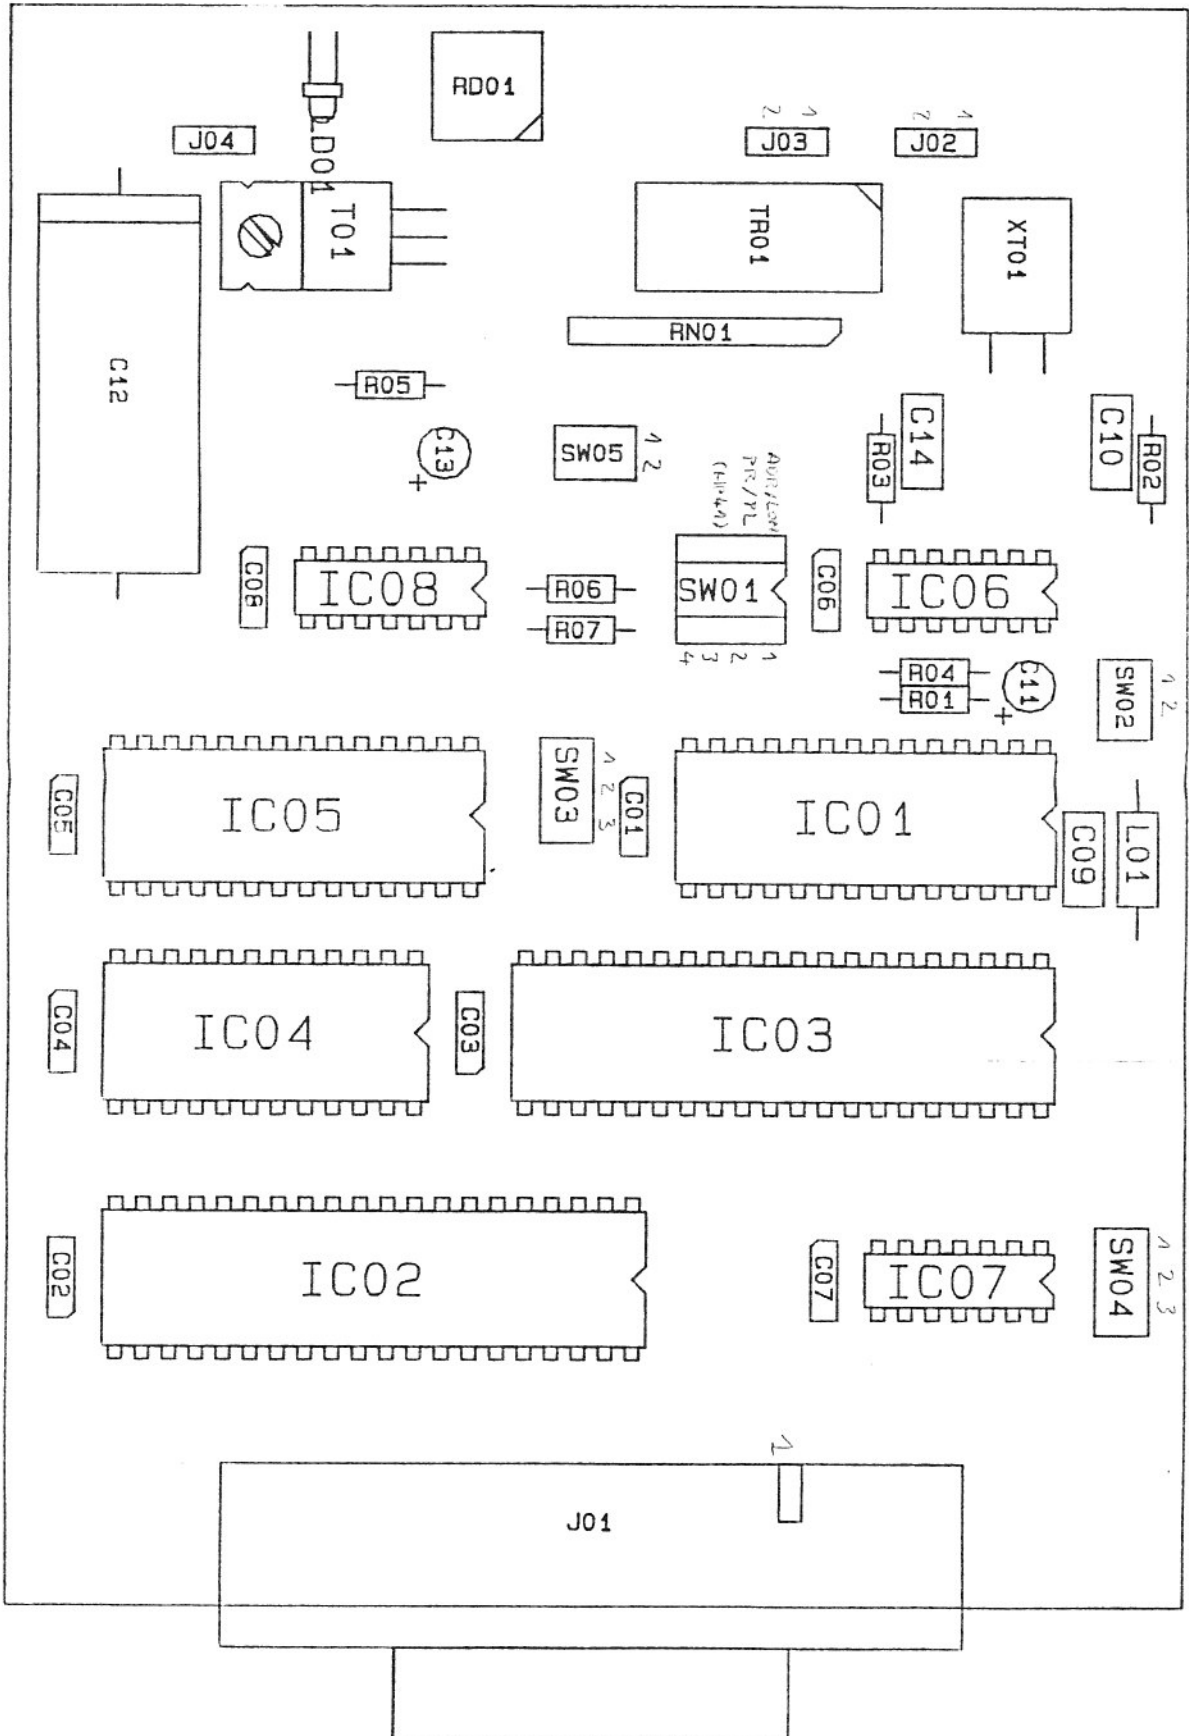 RD01
LD01
J04
2 1
J03
2 1
J02
T01
TR01
XT01
RN01
C12
R05
C13
+
SW05
1 2
R03
C14
C10
R02
PR/PL
C08
IC08
R06
R07
SW01
4 3 2 1
C06
IC06
R04
R01
C11
+
SW02
1 2
C05
IC05
SW03
1 2 3
C01
IC01
C09
L01
C04
IC04
C03
IC03
C02
IC02
C07
IC07
SW04
1 2 3
1
J01